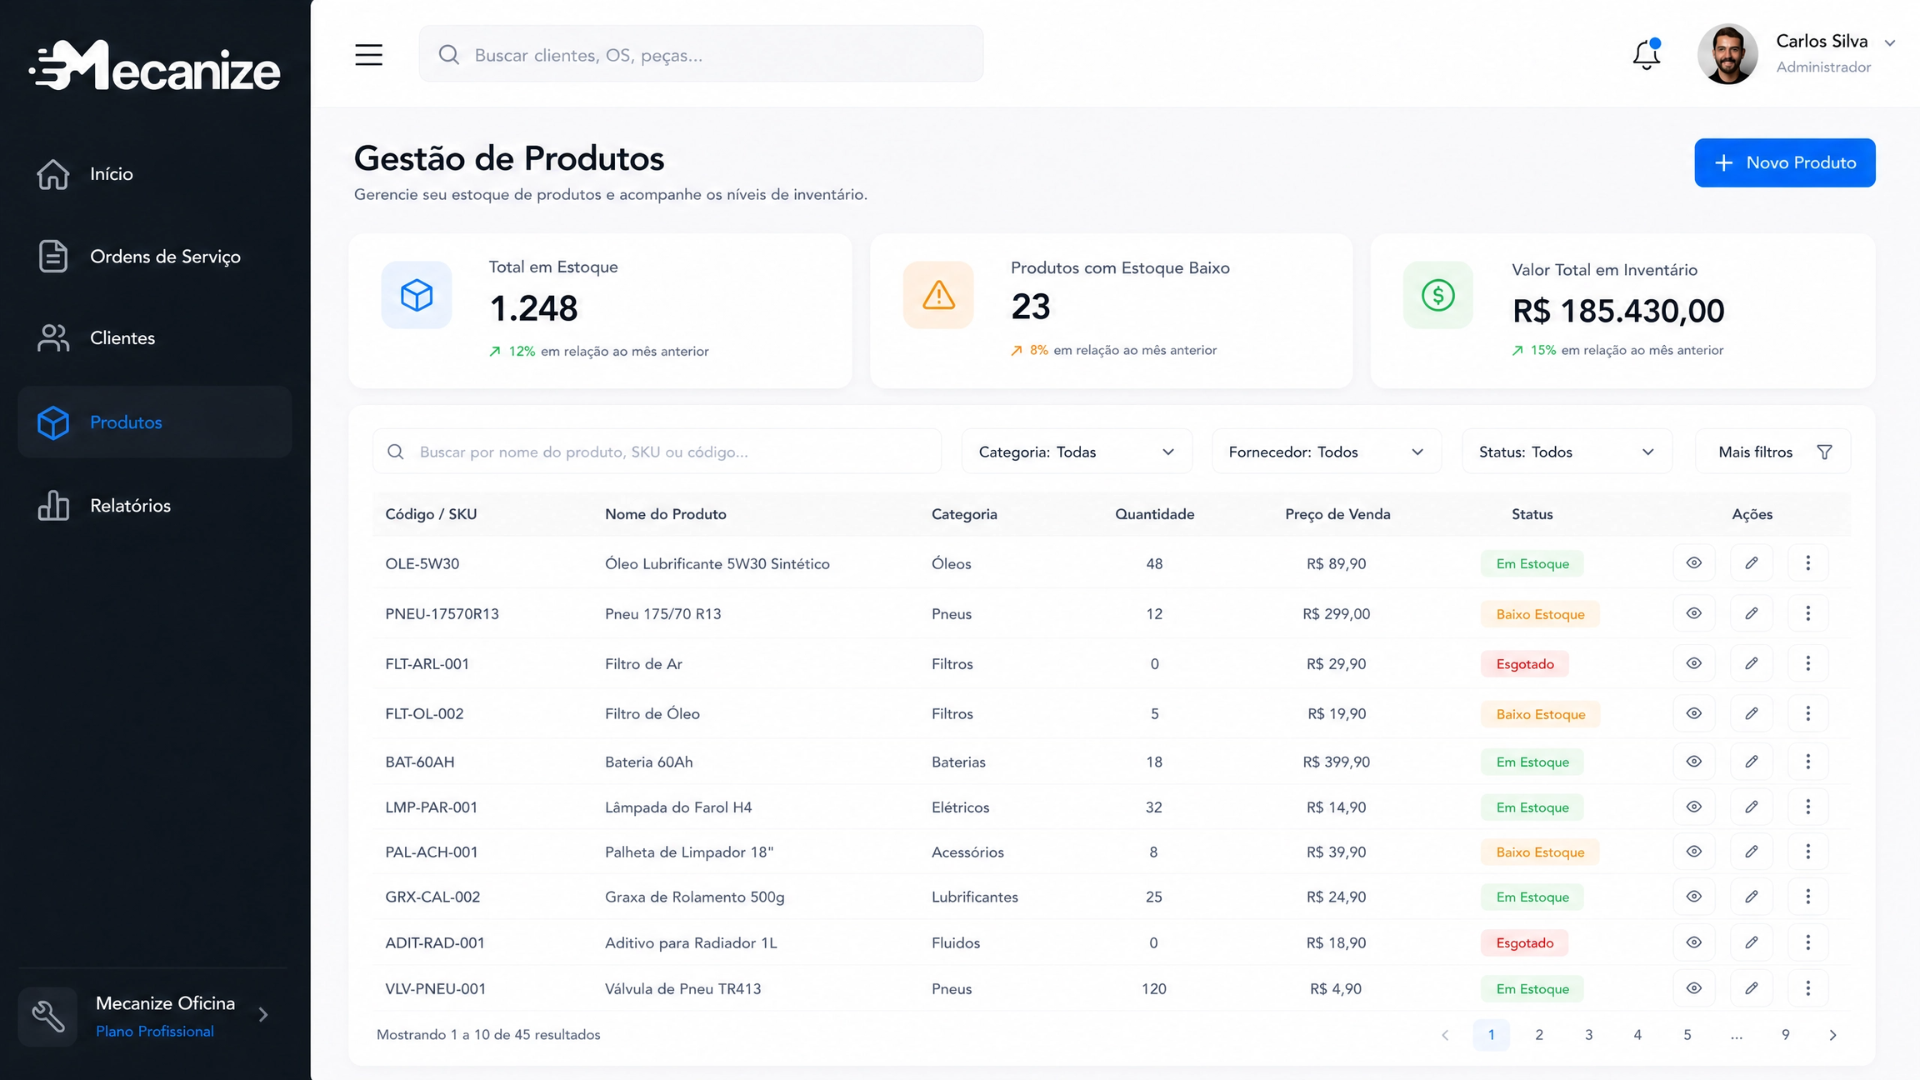 Mecanize
Buscar clientes, OS, peças...
Carlos Silva
Administrador
Início
Ordens de Serviço
Clientes
Produtos
Relatórios
Mecanize Oficina
Plano Profissional
Gestão de Produtos
Gerencie seu estoque de produtos e acompanhe os níveis de inventário.
+ Novo Produto
Total em Estoque
1.248
12% em relação ao mês anterior
Produtos com Estoque Baixo
23
8% em relação ao mês anterior
Valor Total em Inventário
R$ 185.430,00
15% em relação ao mês anterior
Buscar por nome do produto, SKU ou código...
Categoria: Todas
Fornecedor: Todos
Status: Todos
Mais filtros
Código / SKU Nome do Produto Categoria Quantidade Preço de Venda Status Ações
OLE-5W30 Óleo Lubrificante 5W30 Sintético Óleos 48 R$ 89,90 Em Estoque
PNEU-17570R13 Pneu 175/70 R13 Pneus 12 R$ 299,00 Baixo Estoque
FLT-ARL-001 Filtro de Ar Filtros 0 R$ 29,90 Esgotado
FLT-OL-002 Filtro de Óleo Filtros 5 R$ 19,90 Baixo Estoque
BAT-60AH Bateria 60Ah Baterias 18 R$ 399,90 Em Estoque
LMP-PAR-001 Lâmpada do Farol H4 Elétricos 32 R$ 14,90 Em Estoque
PAL-ACH-001 Palheta de Limpador 18" Acessórios 8 R$ 39,90 Baixo Estoque
GRX-CAL-002 Graxa de Rolamento 500g Lubrificantes 25 R$ 24,90 Em Estoque
ADIT-RAD-001 Aditivo para Radiador 1L Fluidos 0 R$ 18,90 Esgotado
VLV-PNEU-001 Válvula de Pneu TR413 Pneus 120 R$ 4,90 Em Estoque
Mostrando 1 a 10 de 45 resultados
1 2 3 4 5 ... 9